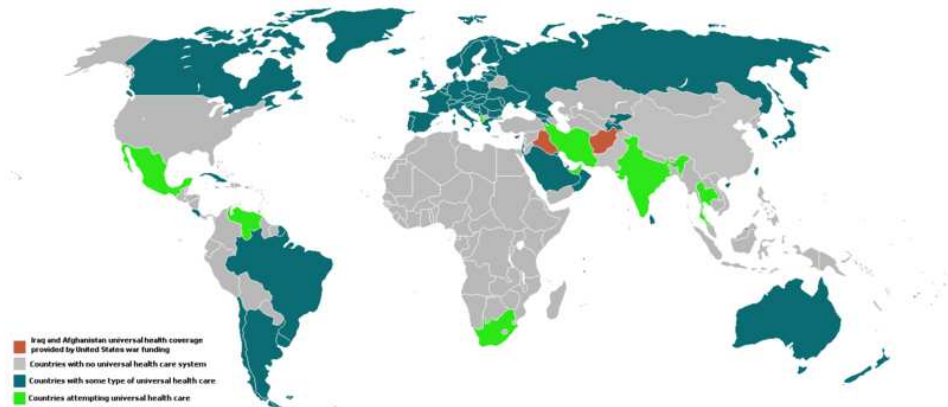 Iraq and Afghanistan universal health coverage
provided by United States war funding
Countries with no universal health care system
Countries with some type of universal health care
Countries attempting universal health care